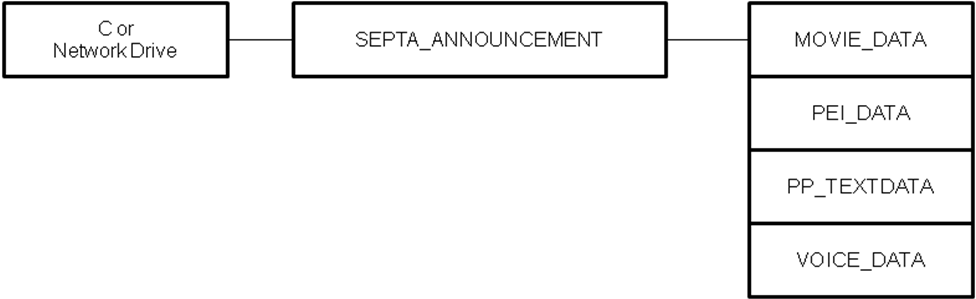 C or
Network Drive
SEPTA_ANNOUNCEMENT
MOVIE_DATA
PEI_DATA
PP_TEXTDATA
VOICE_DATA